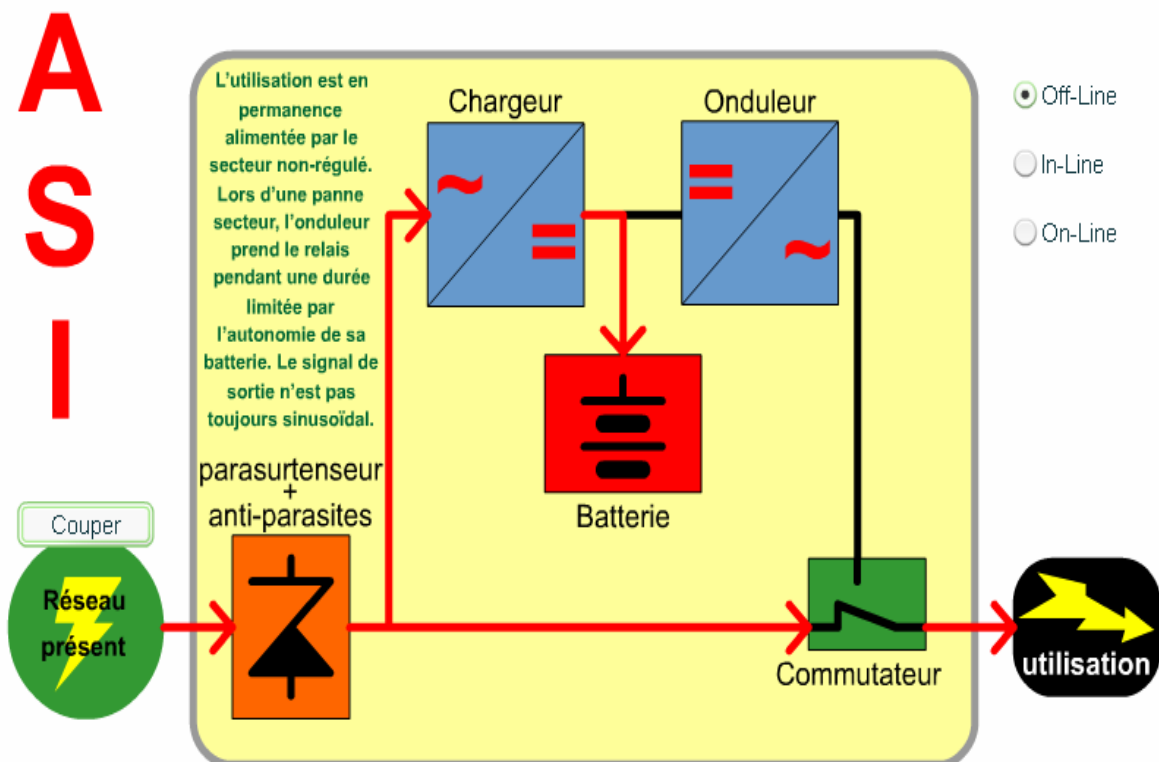 A
S
I
L'utilisation est en
permanence
alimentée par le
secteur non-régulé.
Lors d'une panne
secteur, l'onduleur
prend le relais
pendant une durée
limitée par
l'autonomie de sa
batterie. Le signal de
sortie n'est pas
toujours sinusoïdal.
Chargeur
Onduleur
~
=
=
~
Off-Line
In-Line
On-Line
parasurtenseur
+
anti-parasites
Batterie
Couper
Réseau
présent
Commutateur
utilisation